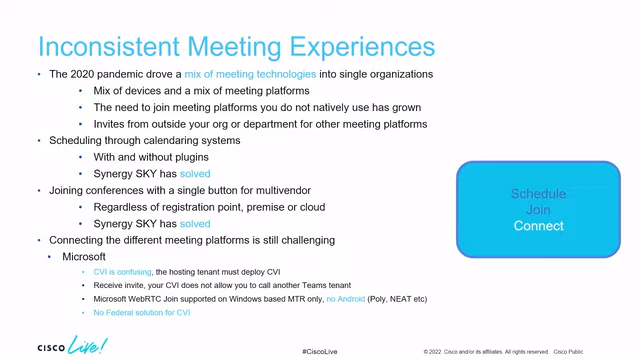 Inconsistent Meeting Experiences
• The 2020 pandemic drove a mix of meeting technologies into single organizations
• Mix of devices and a mix of meeting platforms
• The need to join meeting platforms you do not natively use has grown
• Invites from outside your org or department for other meeting platforms
• Scheduling through calendaring systems
• With and without plugins
• Synergy SKY has solved
• Joining conferences with a single button for multivendor
• Regardless of registration point, premise or cloud
• Synergy SKY has solved
• Connecting the different meeting platforms is still challenging
• Microsoft
• CVI is confusing, the hosting tenant must deploy CVI
• Receive invite, your CVI does not allow you to call another Teams tenant
• Microsoft WebRTC Join supported on Windows based MTR only, no Android (Poly, NEAT etc)
• No Federal solution for CVI
Schedule
Join
Connect
CISCO Live!
#CiscoLive
© 2022 Cisco and/or its affiliates. All rights reserved. Cisco Public